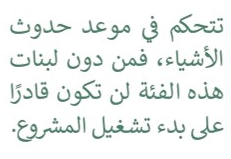 تتحكم في موعد حدوث
الأشياء، فمن دون لبنات
هذه الفئة لن تكون قادرًا
على بدء تشغيل المشروع.